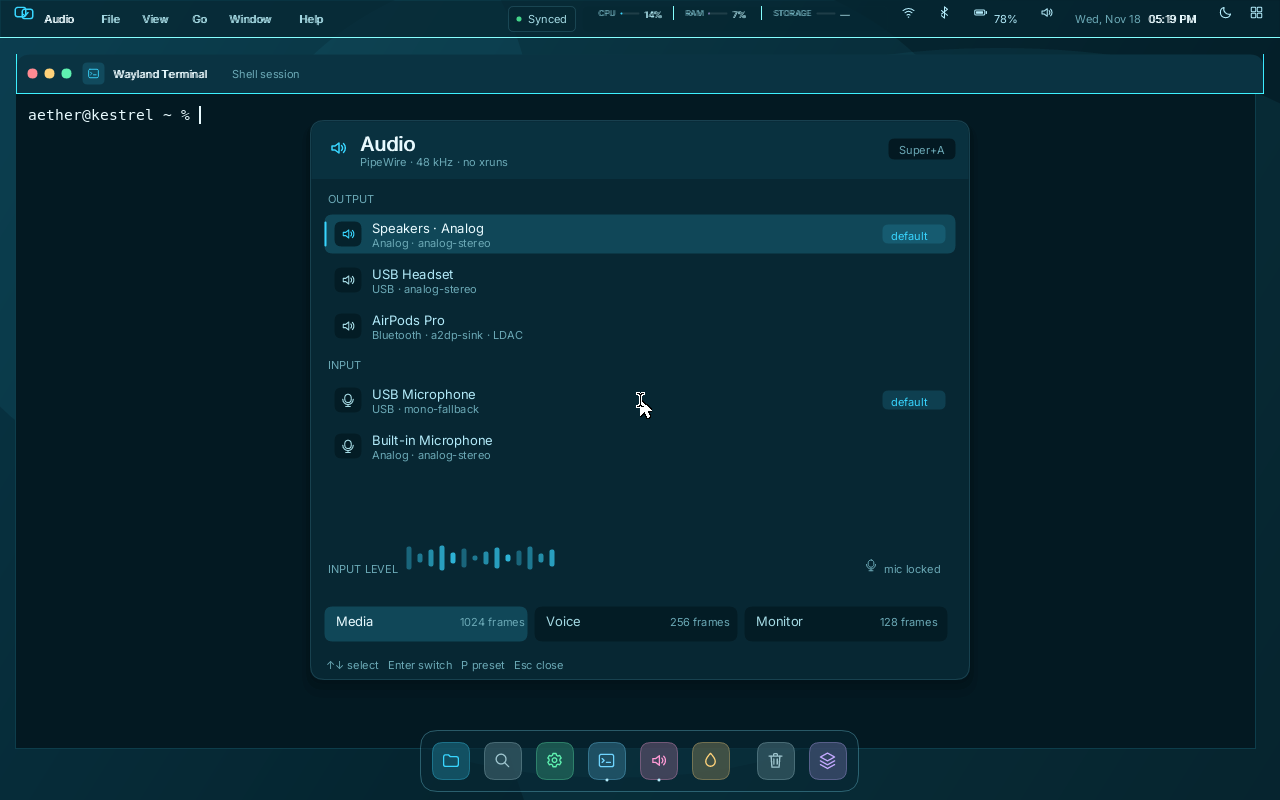 Audio File View Go Window Help Synced CPU 14% RAM 7% STORAGE — 78% Wed, Nov 18 05:19 PM
Wayland Terminal Shell session
aether@kestrel ~ %
Audio
PipeWire · 48 kHz · no xruns
Super+A
OUTPUT
Speakers · Analog
Analog · analog-stereo
default
USB Headset
USB · analog-stereo
AirPods Pro
Bluetooth · a2dp-sink · LDAC
INPUT
USB Microphone
USB · mono-fallback
default
Built-in Microphone
Analog · analog-stereo
INPUT LEVEL mic locked
Media 1024 frames Voice 256 frames Monitor 128 frames
↑↓ select Enter switch P preset Esc close